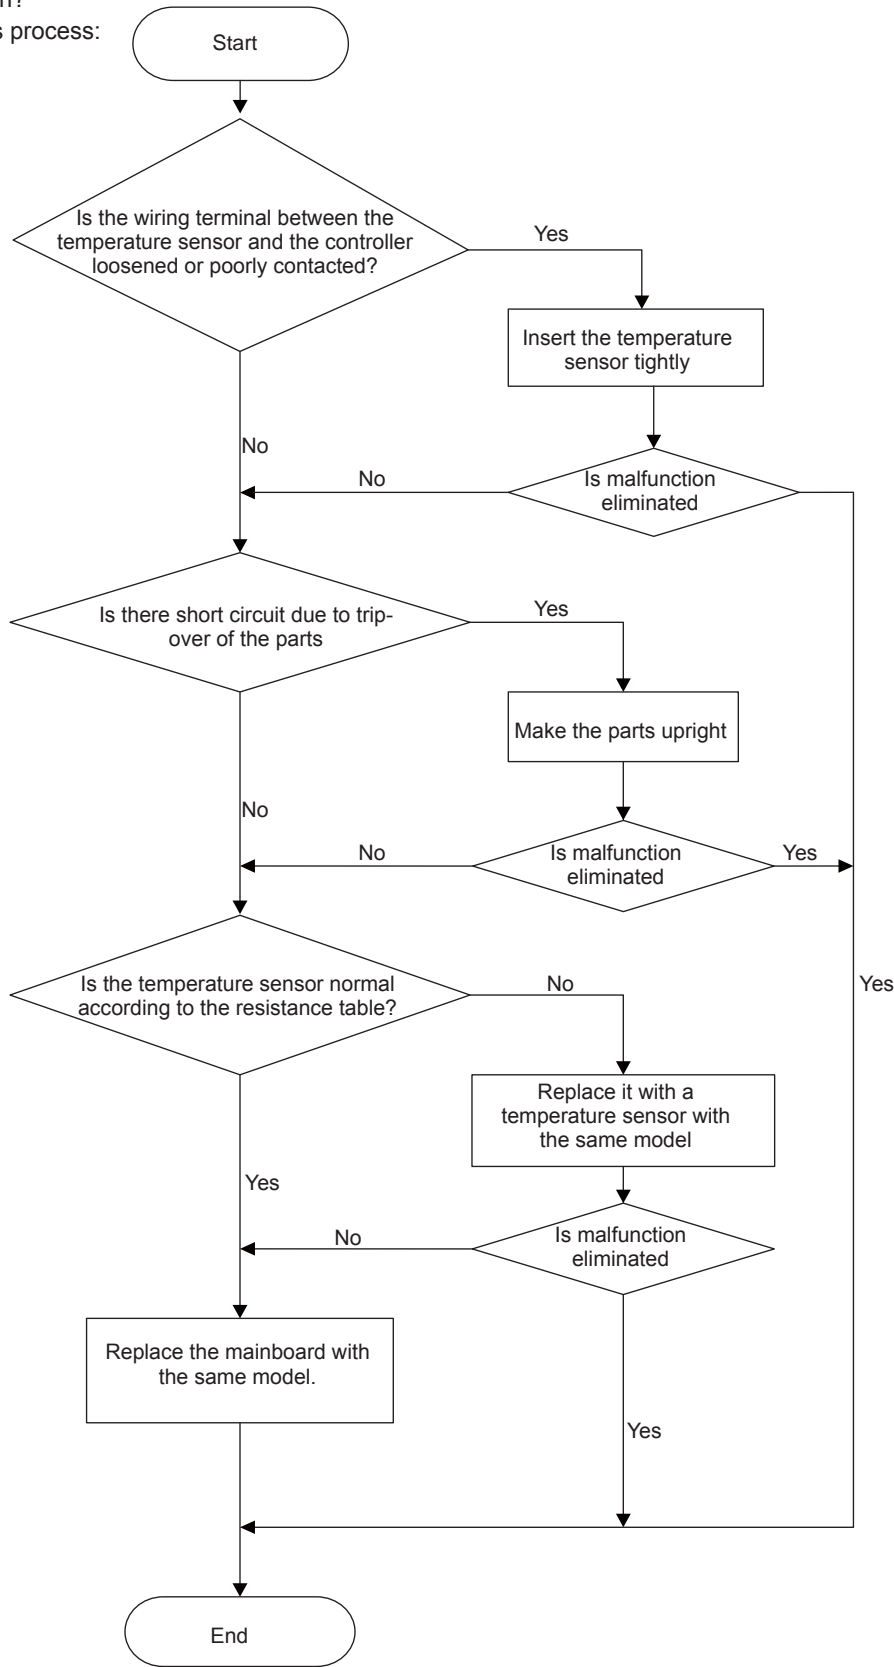 s process:
Start
Is the wiring terminal between the
temperature sensor and the controller
loosened or poorly contacted?
Yes
Insert the temperature
sensor tightly
No
No
Is malfunction
eliminated
Is there short circuit due to trip-
over of the parts
Yes
Make the parts upright
No
No
Is malfunction
eliminated
Yes
Is the temperature sensor normal
according to the resistance table?
No
Yes
Replace it with a
temperature sensor with
the same model
Yes
No
Is malfunction
eliminated
Replace the mainboard with
the same model.
Yes
End